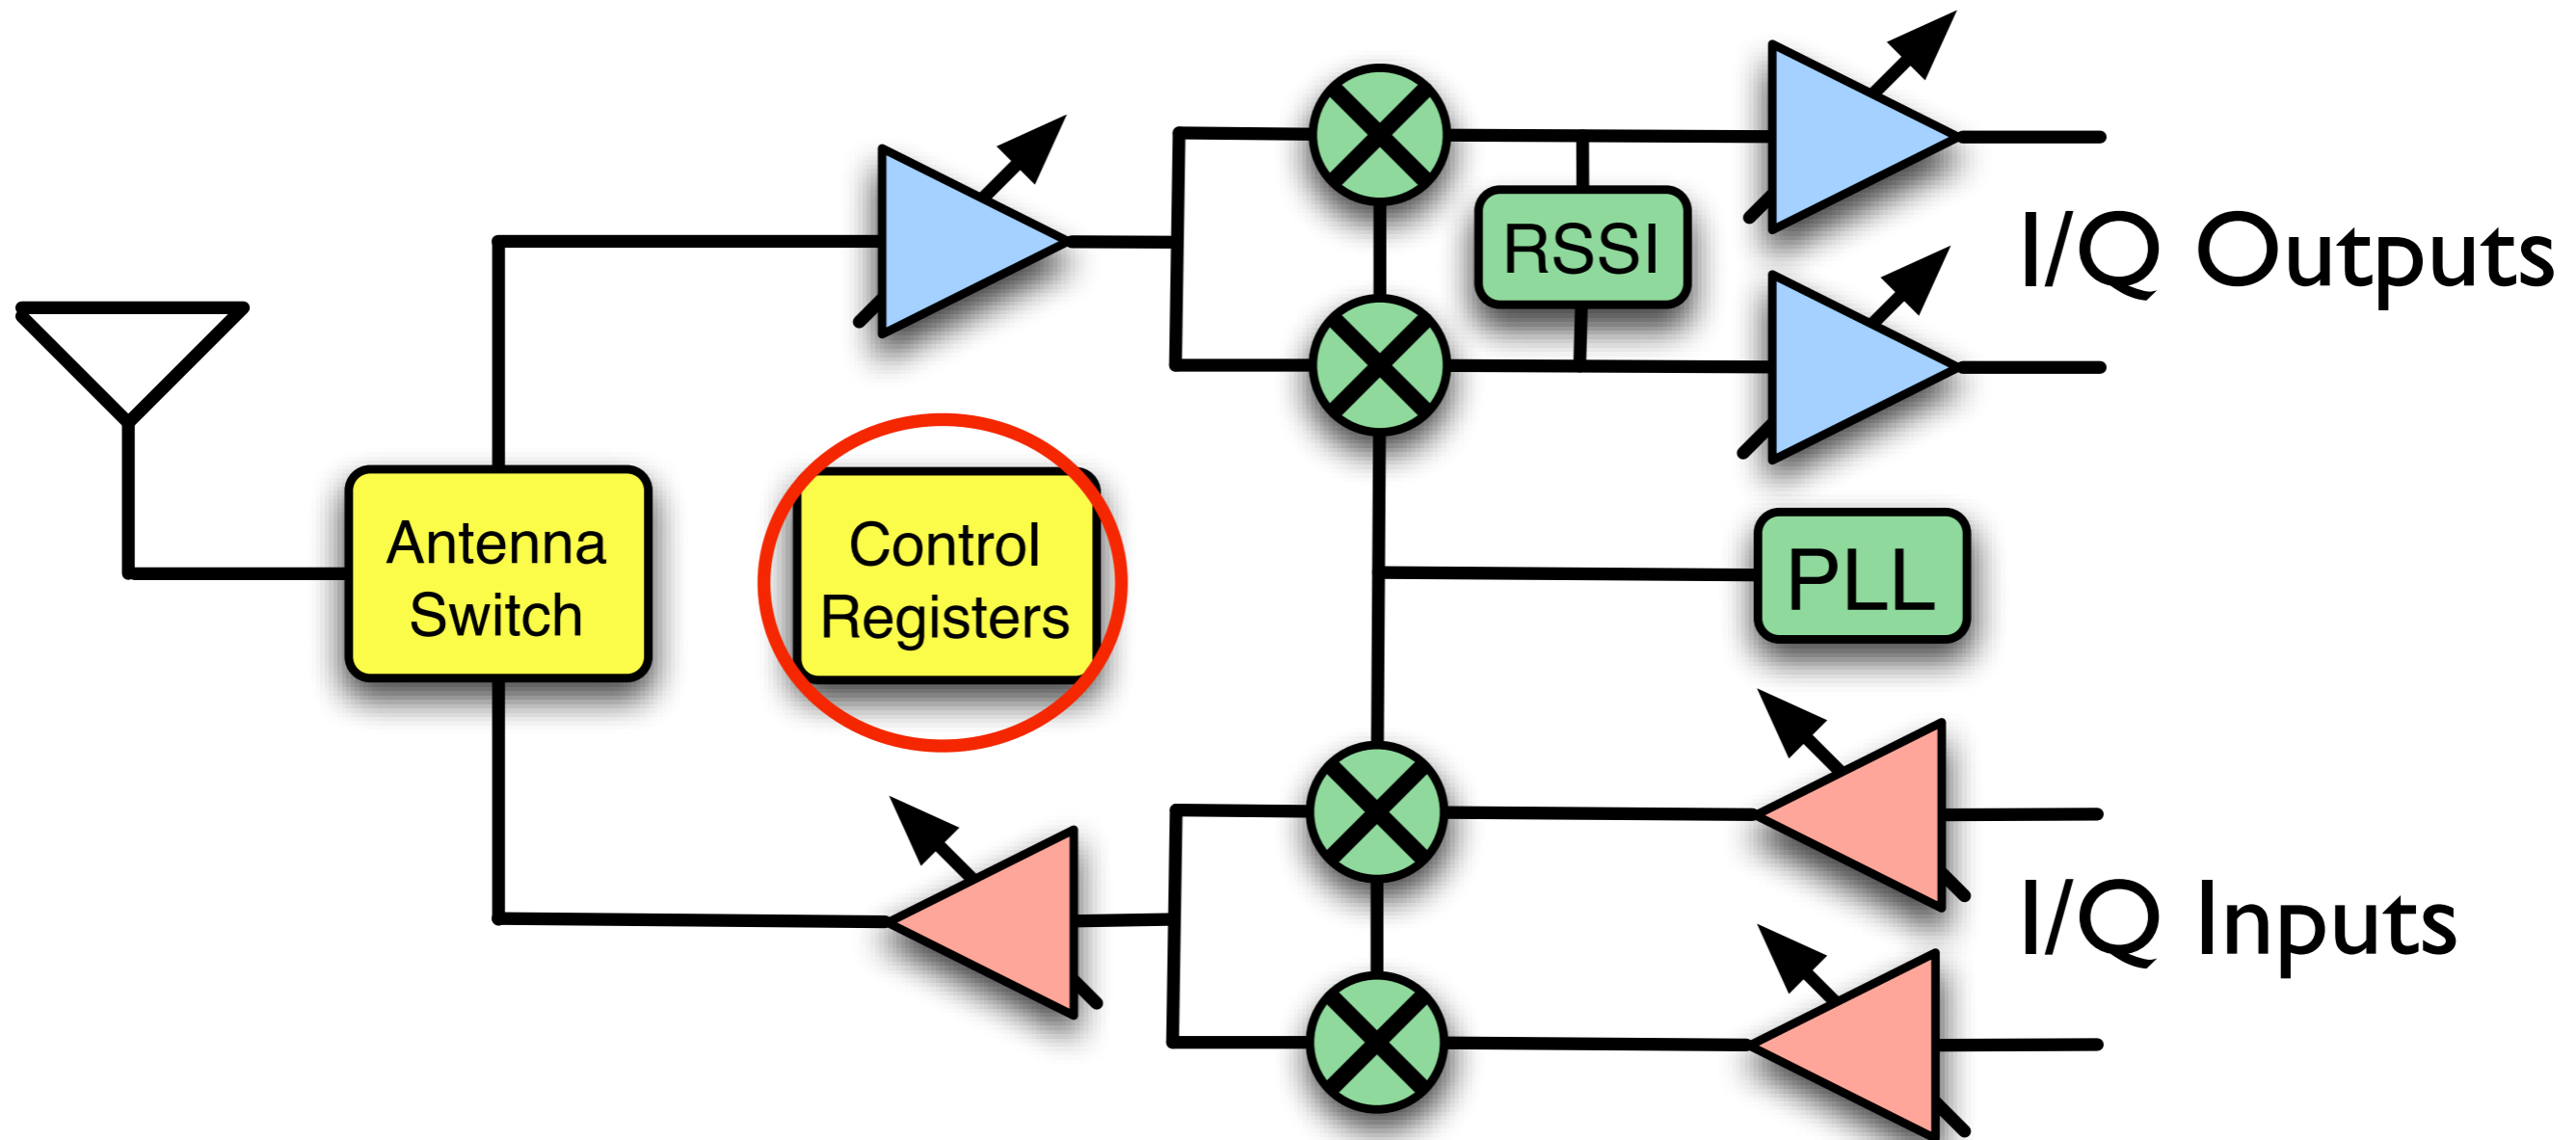 RSSI
I/Q Outputs
Antenna
Switch
Control
Registers
PLL
I/Q Inputs